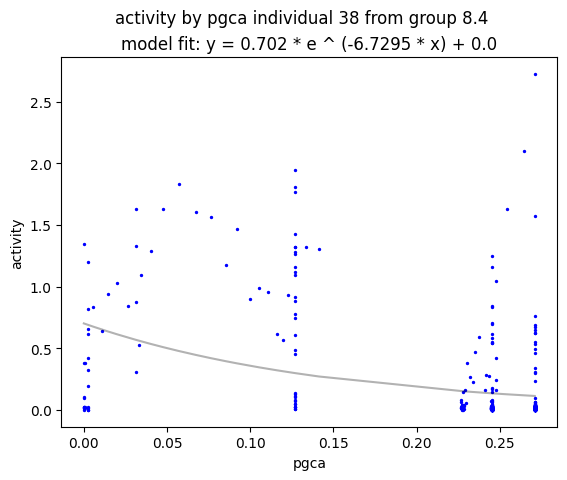 activity by pgca individual 38 from group 8.4
model fit: y = 0.702 * e ^ (-6.7295 * x) + 0.0
activity
2.5
2.0
1.5
1.0
0.5
0.0
0.00 0.05 0.10 0.15 0.20 0.25
pgca